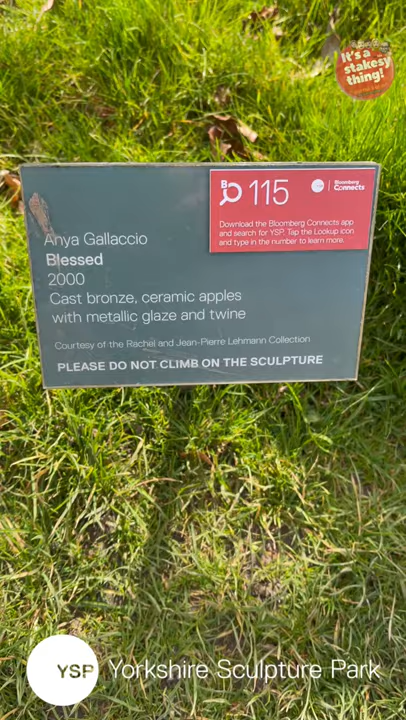 It's a
stakesy
thing!
B 115
Bloomberg
Connects
Download the Bloomberg Connects app
and search for YSP. Tap the Lookup icon
and type in the number to learn more.
Anya Gallaccio
Blessed
2000
Cast bronze, ceramic apples
with metallic glaze and twine
Courtesy of the Rachel and Jean-Pierre Lehmann Collection
PLEASE DO NOT CLIMB ON THE SCULPTURE
YSP Yorkshire Sculpture Park